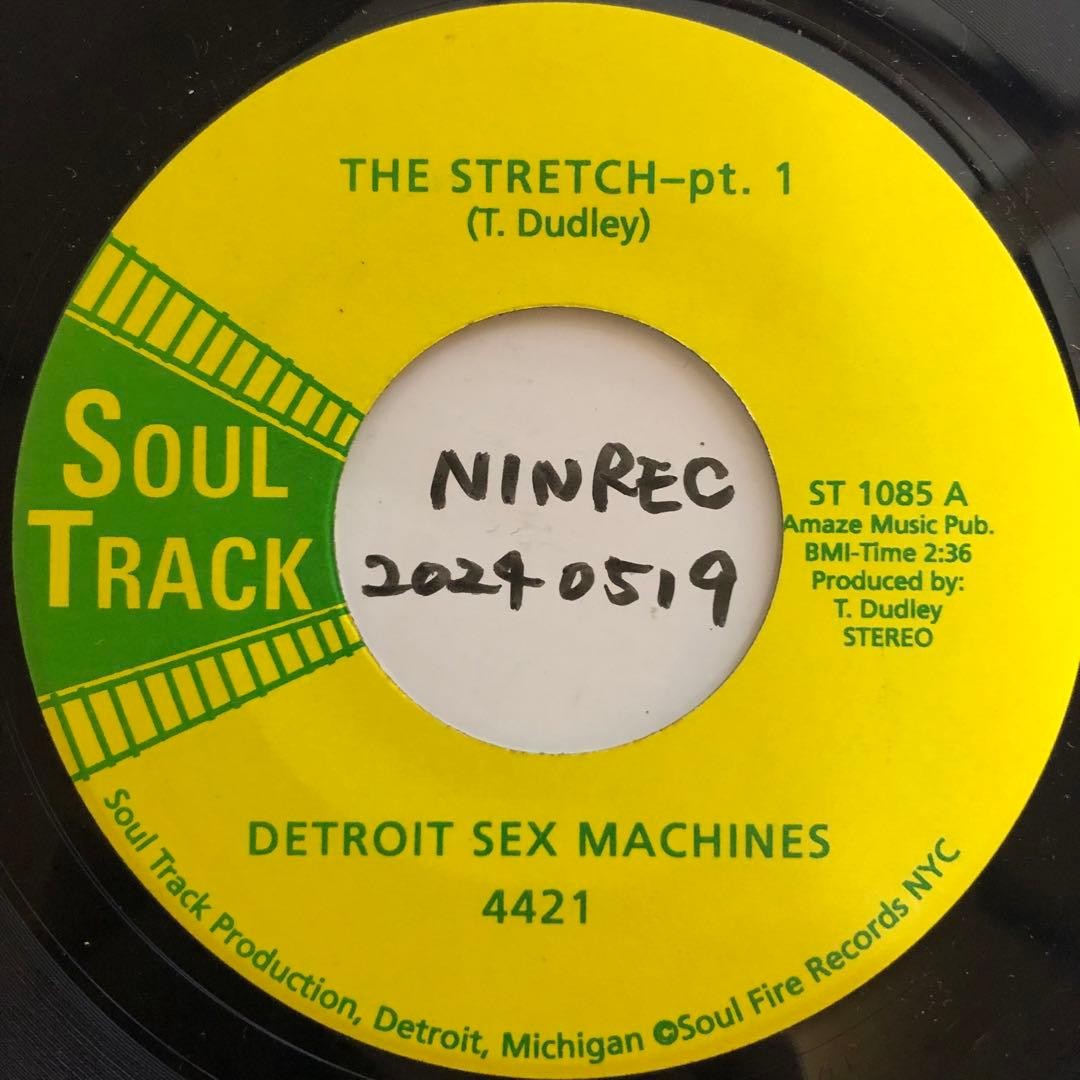 THE STRETCH–pt. 1
(T. Dudley)
SOUL
TRACK
NINREC
20240519
ST 1085 A
Amaze Music Pub.
BMI-Time 2:36
Produced by:
T. Dudley
STEREO
DETROIT SEX MACHINES
4421
Soul Track Production, Detroit, Michigan ©Soul Fire Records NYC